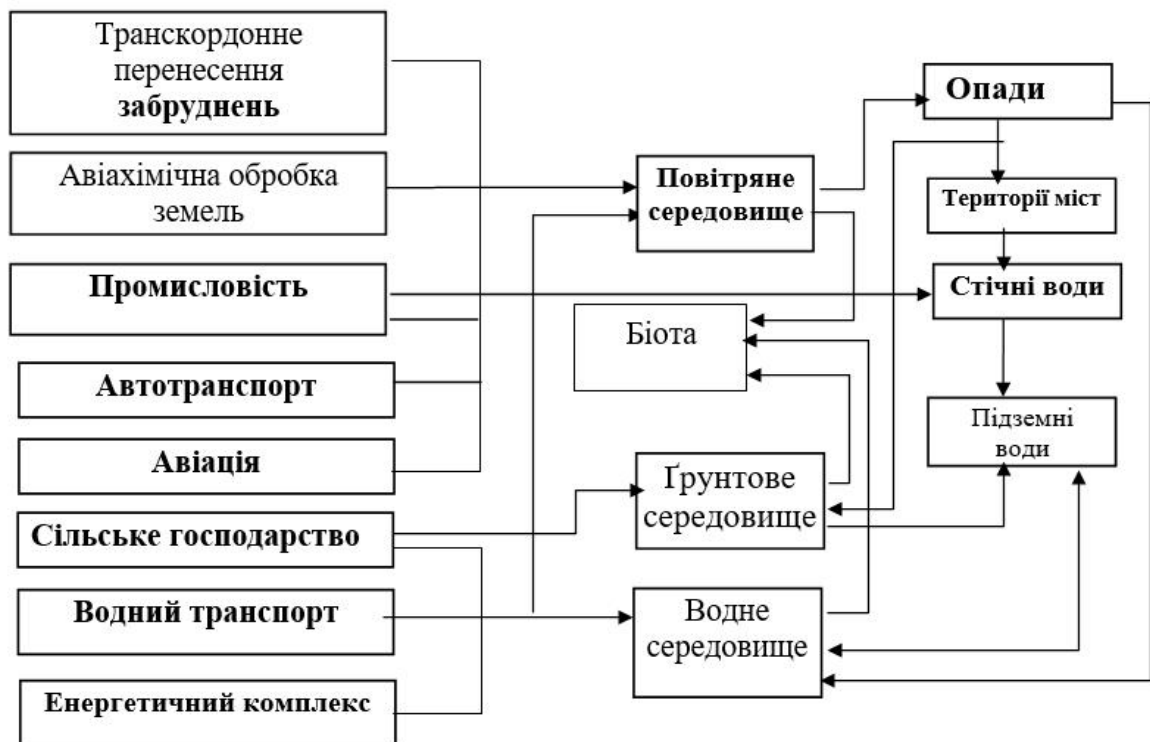 Транскордонне
перенесення
забруднень
Авіахімічна обробка
земель
Промисловість
Автотранспорт
Авіація
Сільське господарство
Водний транспорт
Енергетичний комплекс
Повітряне
середовище
Біота
Ґрунтове
середовище
Водне
середовище
Опади
Території міст
Стічні води
Підземні
води